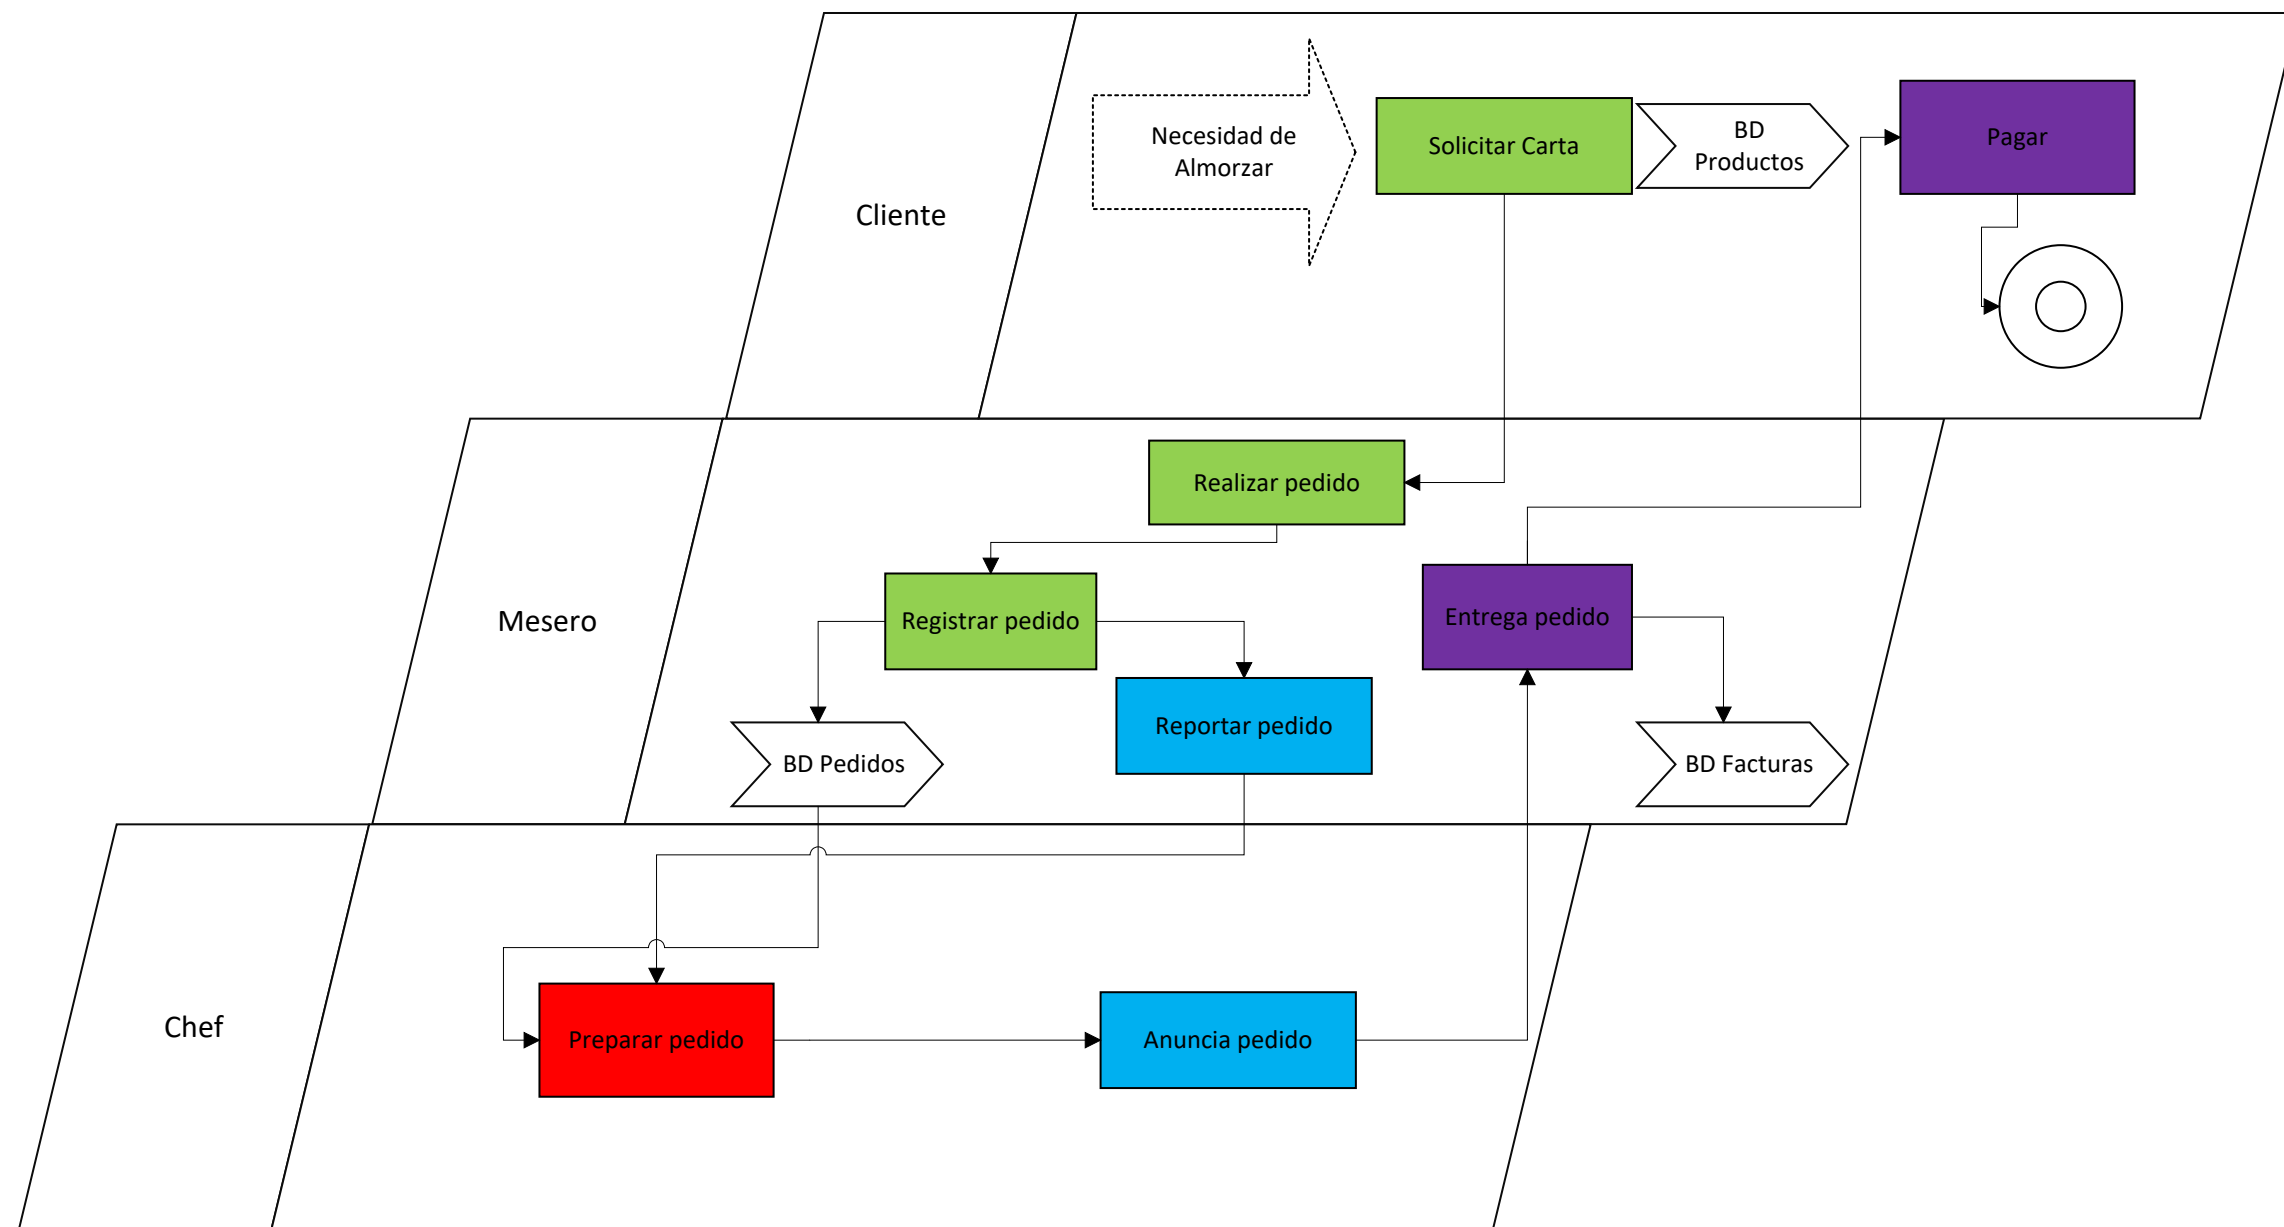 Cliente
Necesidad de
Almorzar
Solicitar Carta
BD
Productos
Pagar
Mesero
Realizar pedido
Registrar pedido
Entrega pedido
Reportar pedido
BD Pedidos
BD Facturas
Chef
Preparar pedido
Anuncia pedido